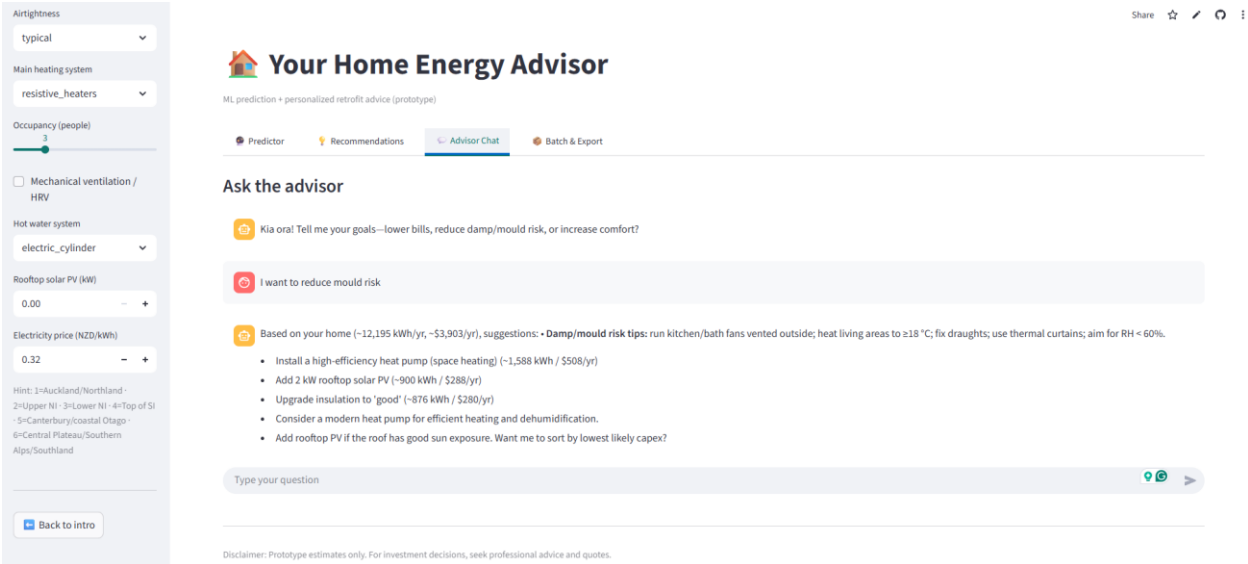 Airtightness
typical
Main heating system
resistive_heaters
Occupancy (people)
3
Mechanical ventilation /
HRV
Hot water system
electric_cylinder
Rooftop solar PV (kW)
0.00
Electricity price (NZD/kWh)
0.32
Hint: 1=Auckland/Northland ·
2=Upper NI · 3=Lower NI · 4=Top of SI
· 5=Canterbury/coastal Otago ·
6=Central Plateau/Southern
Alps/Southland
Back to intro
Share
Your Home Energy Advisor
ML prediction + personalized retrofit advice (prototype)
Predictor
Recommendations
Advisor Chat
Batch & Export
Ask the advisor
Kia ora! Tell me your goals—lower bills, reduce damp/mould risk, or increase comfort?
I want to reduce mould risk
Based on your home (~12,195 kWh/yr, ~$3,903/yr), suggestions: • Damp/mould risk tips: run kitchen/bath fans vented outside; heat living areas to ≥18 °C; fix draughts; use thermal curtains; aim for RH < 60%.
• Install a high-efficiency heat pump (space heating) (~1,588 kWh / $508/yr)
• Add 2 kW rooftop solar PV (~900 kWh / $288/yr)
• Upgrade insulation to 'good' (~876 kWh / $280/yr)
• Consider a modern heat pump for efficient heating and dehumidification.
• Add rooftop PV if the roof has good sun exposure. Want me to sort by lowest likely capex?
Type your question
Disclaimer: Prototype estimates only. For investment decisions, seek professional advice and quotes.